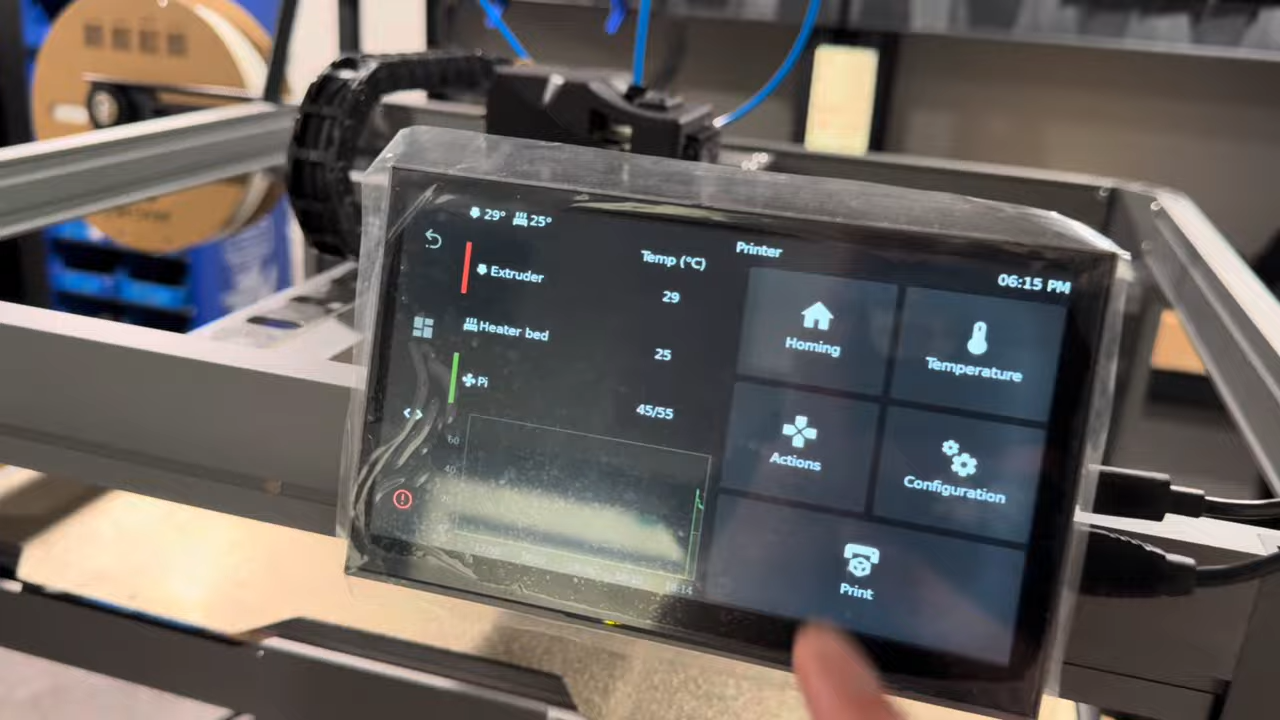 29° 25°
Temp (°C)
Extruder 29
Heater bed 25
Pi 45/55
60
40
Printer
06:15 PM
Homing
Temperature
Actions
Configuration
Print